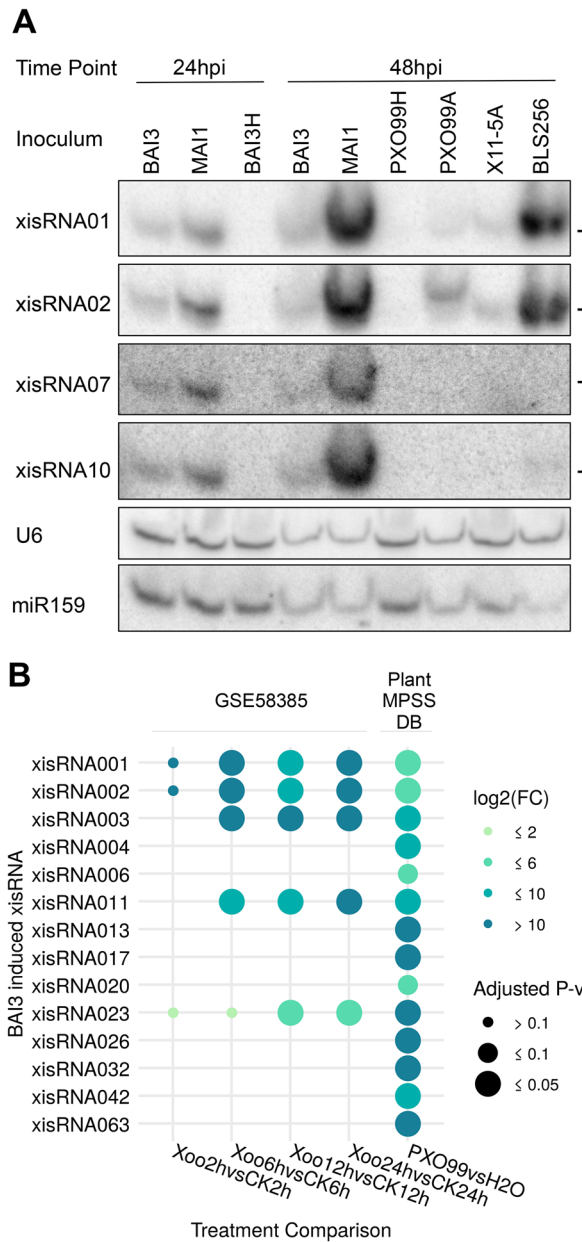 A
Time Point
24hpi
48hpi
Inoculum
BAI3
MAI1
BAI3H
BAI3
MAI1
PXO99H
PXO99A
X11-5A
BLS256
xisRNA01
xisRNA02
xisRNA07
xisRNA10
U6
miR159
B
GSE58385
Plant
MPSS
DB
BAI3 induced xisRNA
xisRNA001
xisRNA002
xisRNA003
xisRNA004
xisRNA006
xisRNA011
xisRNA013
xisRNA017
xisRNA020
xisRNA023
xisRNA026
xisRNA032
xisRNA042
xisRNA063
Xoo2hvsCK2h
Xoo6hvsCK6h
Xoo12hvsCK12h
Xoo24hvsCK24h
PXO99vsH2O
Treatment Comparison
log2(FC)
≤ 2
≤ 6
≤ 10
> 10
Adjusted P-v
> 0.1
≤ 0.1
≤ 0.05